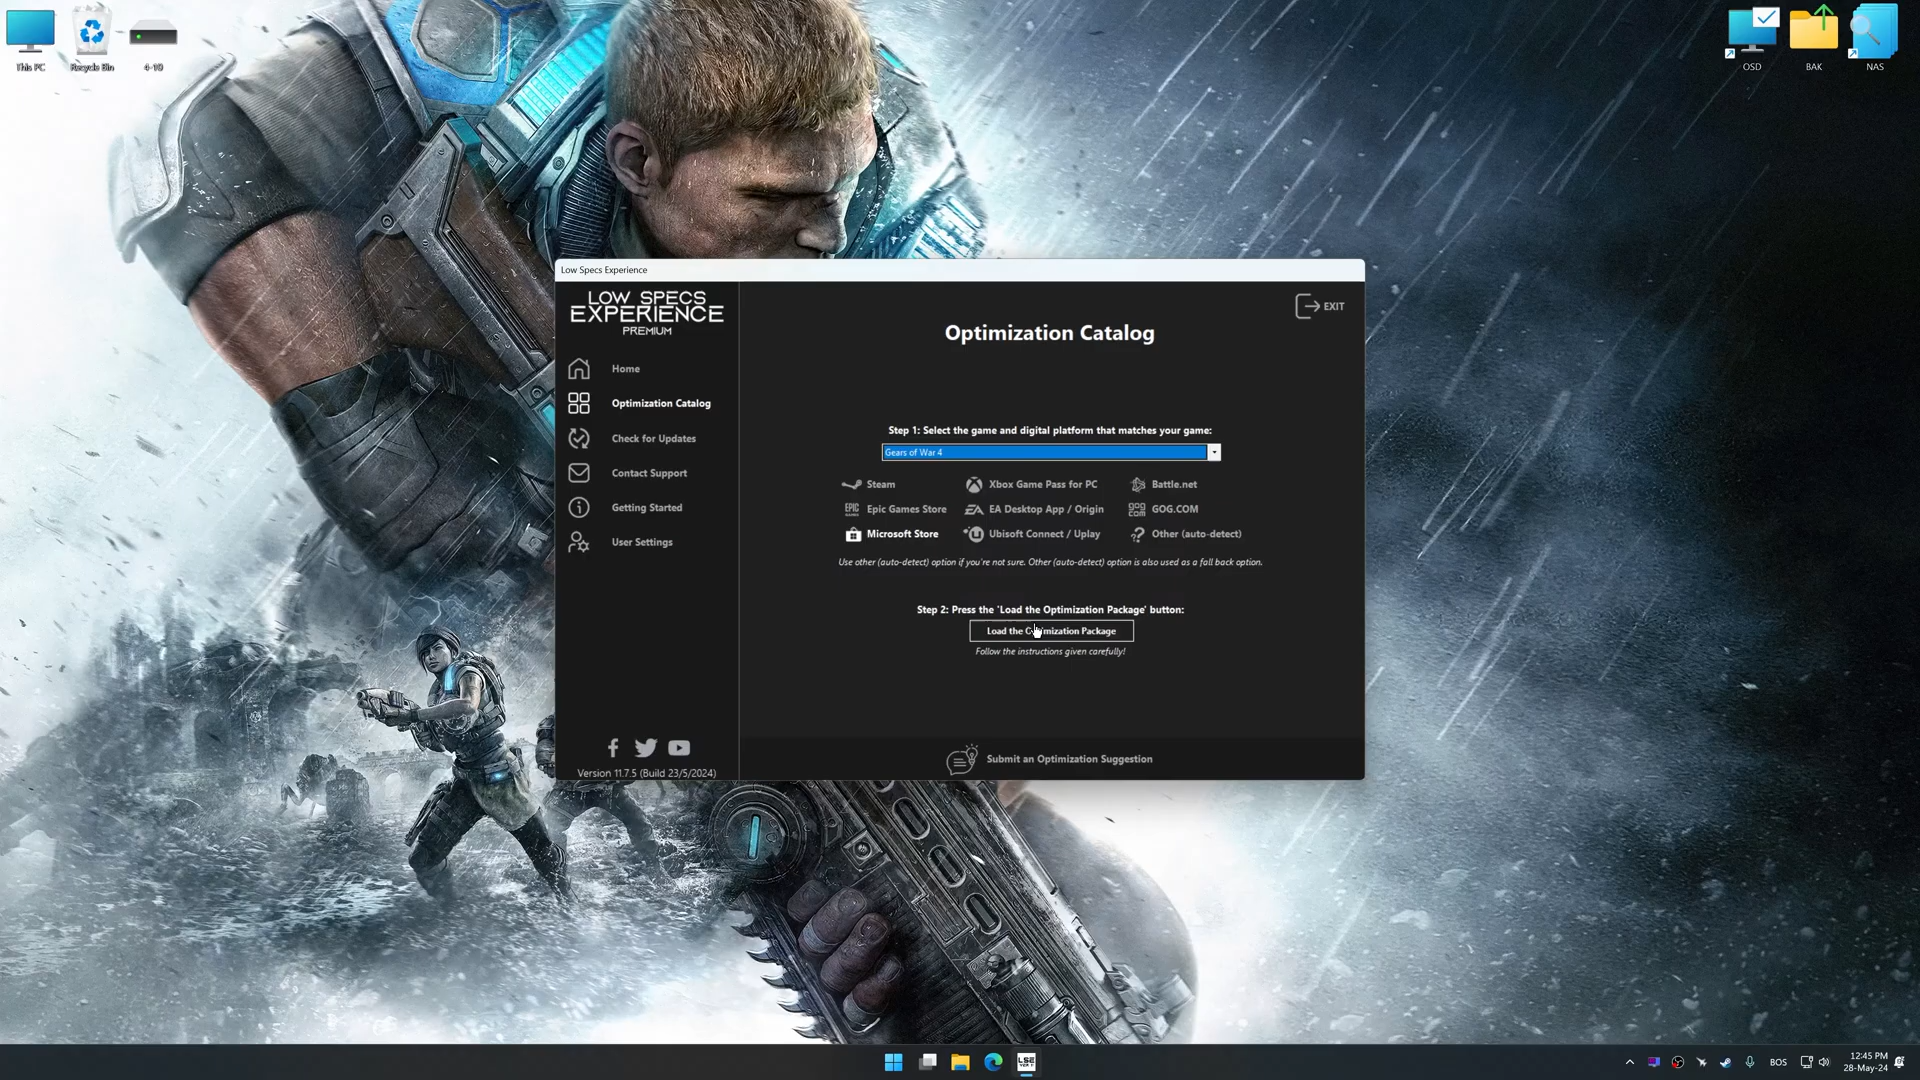 This PC
Recycle Bin
4-10
OSD
BAK
NAS
Low Specs Experience
LOW SPECS
EXPERIENCE
PREMIUM
EXIT
Optimization Catalog
Home
Optimization Catalog
Check for Updates
Contact Support
Getting Started
User Settings
Step 1: Select the game and digital platform that matches your game:
Gears of War 4
Steam
Xbox Game Pass for PC
Battle.net
Epic Games Store
EA Desktop App / Origin
GOG.COM
Microsoft Store
Ubisoft Connect / Uplay
Other (auto-detect)
Use other (auto-detect) option if you're not sure. Other (auto-detect) option is also used as a fall back option.
Step 2: Press the 'Load the Optimization Package' button:
Load the Optimization Package
Follow the instructions given carefully!
Submit an Optimization Suggestion
Version 11.7.5 (Build 23/5/2024)
BOS
12:45 PM
28-May-24